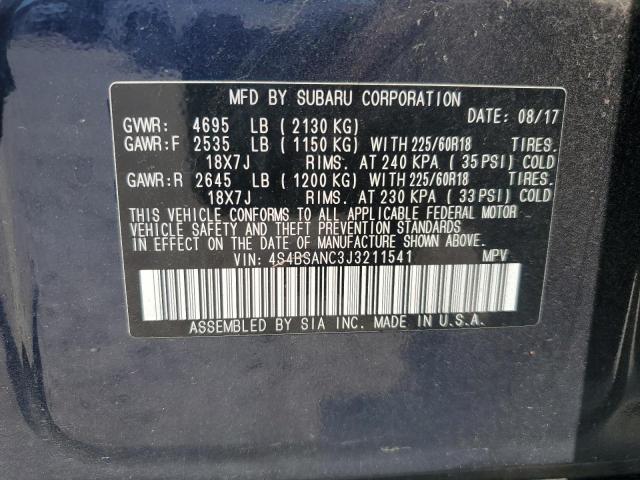 MFD BY SUBARU CORPORATION
DATE: 08/17
GVWR: 4695 LB ( 2130 KG)
GAWR:F 2535 LB ( 1150 KG) WITH 225/60R18 TIRES.
18X7J RIMS. AT 240 KPA ( 35 PSI) COLD
GAWR:R 2645 LB ( 1200 KG) WITH 225/60R18 TIRES.
18X7J RIMS. AT 230 KPA ( 33 PSI) COLD
THIS VEHICLE CONFORMS TO ALL APPLICABLE FEDERAL MOTOR
VEHICLE SAFETY AND THEFT PREVENTION STANDARDS
IN EFFECT ON THE DATE OF MANUFACTURE SHOWN ABOVE.
VIN: 4S4BSANC3J3211541 MPV
ASSEMBLED BY SIA INC. MADE IN U.S.A.